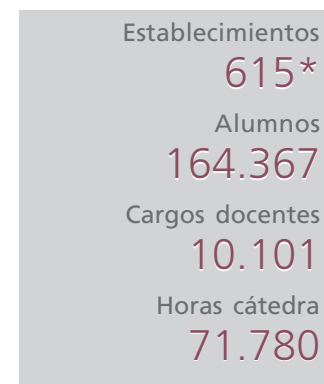 Establecimientos
615*
Alumnos
164.367
Cargos docentes
10.101
Horas cátedra
71.780